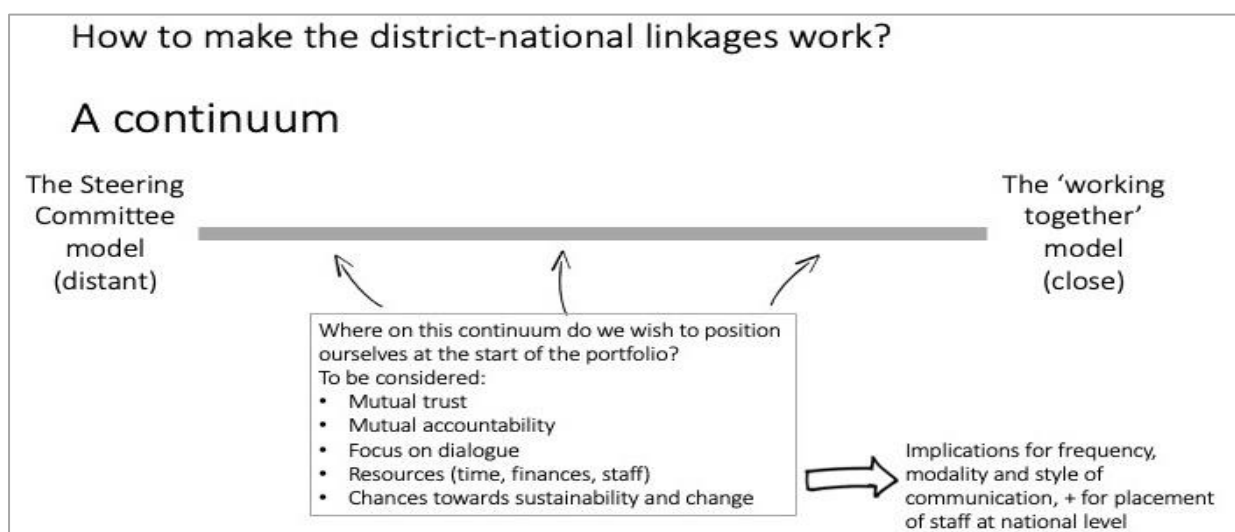 How to make the district-national linkages work?
A continuum
The Steering
Committee
model
(distant)
The ‘working
together’
model
(close)
Where on this continuum do we wish to position
ourselves at the start of the portfolio?
To be considered:
• Mutual trust
• Mutual accountability
• Focus on dialogue
• Resources (time, finances, staff)
• Chances towards sustainability and change
Implications for frequency,
modality and style of
communication, + for placement
of staff at national level